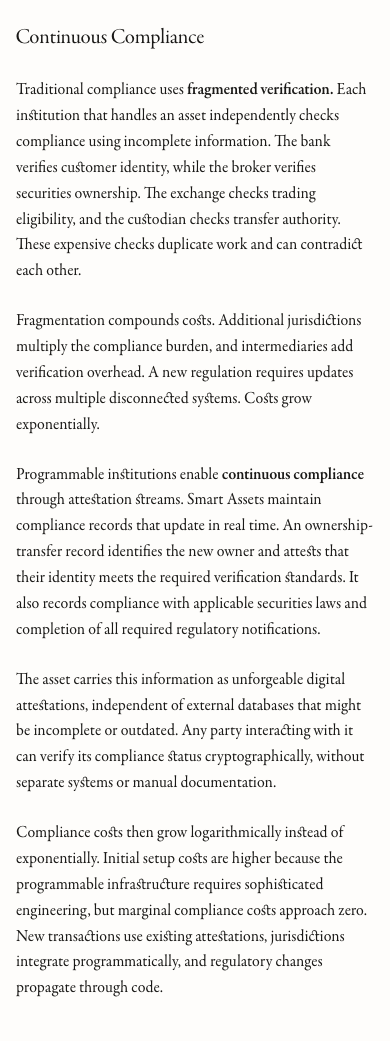 Continuous Compliance
Traditional compliance uses fragmented verification. Each
institution that handles an asset independently checks
compliance using incomplete information. The bank
verifies customer identity, while the broker verifies
securities ownership. The exchange checks trading
eligibility, and the custodian checks transfer authority.
These expensive checks duplicate work and can contradict
each other.
Fragmentation compounds costs. Additional jurisdictions
multiply the compliance burden, and intermediaries add
verification overhead. A new regulation requires updates
across multiple disconnected systems. Costs grow
exponentially.
Programmable institutions enable continuous compliance
through attestation streams. Smart Assets maintain
compliance records that update in real time. An ownership-
transfer record identifies the new owner and attests that
their identity meets the required verification standards. It
also records compliance with applicable securities laws and
completion of all required regulatory notifications.
The asset carries this information as unforgeable digital
attestations, independent of external databases that might
be incomplete or outdated. Any party interacting with it
can verify its compliance status cryptographically, without
separate systems or manual documentation.
Compliance costs then grow logarithmically instead of
exponentially. Initial setup costs are higher because the
programmable infrastructure requires sophisticated
engineering, but marginal compliance costs approach zero.
New transactions use existing attestations, jurisdictions
integrate programmatically, and regulatory changes
propagate through code.